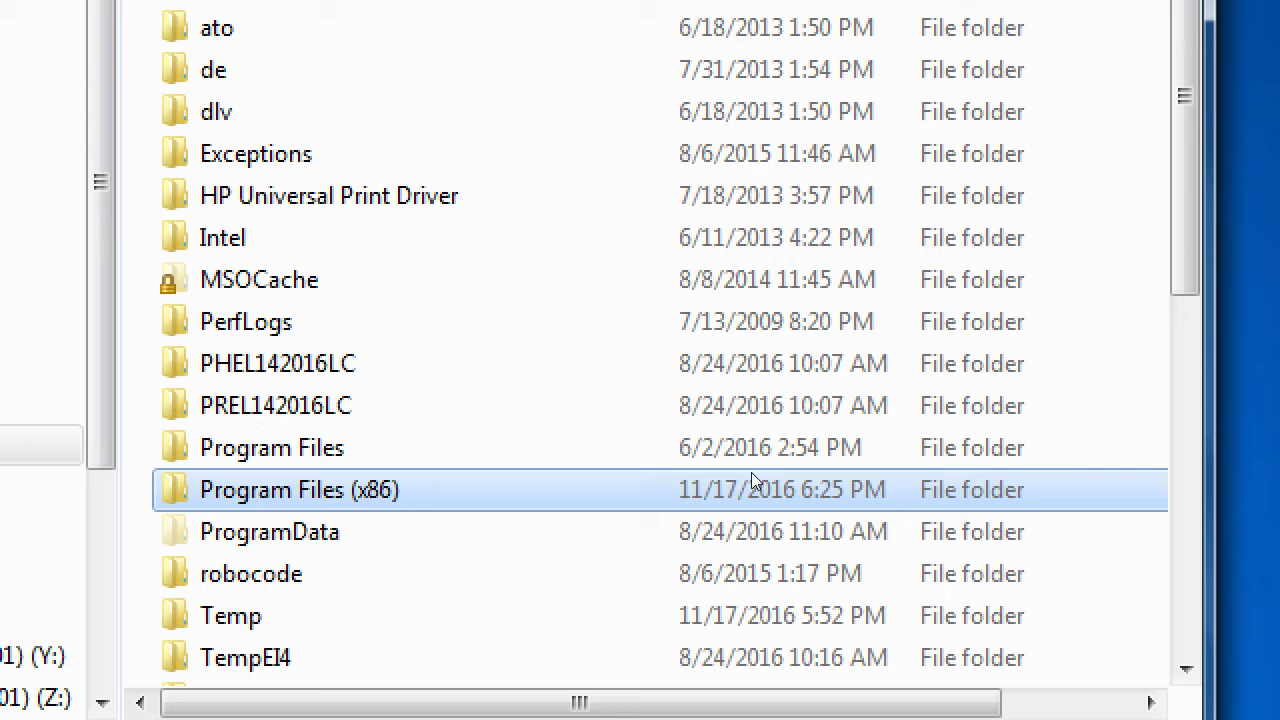 ato 6/18/2013 1:50 PM File folder
de 7/31/2013 1:54 PM File folder
dlv 6/18/2013 1:50 PM File folder
Exceptions 8/6/2015 11:46 AM File folder
HP Universal Print Driver 7/18/2013 3:57 PM File folder
Intel 6/11/2013 4:22 PM File folder
MSOCache 8/8/2014 11:45 AM File folder
PerfLogs 7/13/2009 8:20 PM File folder
PHEL142016LC 8/24/2016 10:07 AM File folder
PREL142016LC 8/24/2016 10:07 AM File folder
Program Files 6/2/2016 2:54 PM File folder
Program Files (x86) 11/17/2016 6:25 PM File folder
ProgramData 8/24/2016 11:10 AM File folder
robocode 8/6/2015 1:17 PM File folder
Temp 11/17/2016 5:52 PM File folder
TempEI4 8/24/2016 10:16 AM File folder
01) (Y:)
01) (Z:)